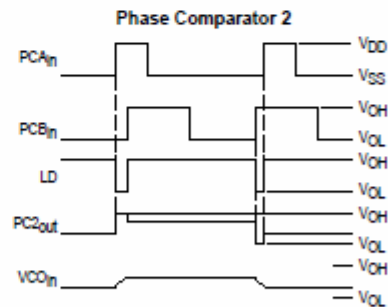 Phase Comparator 2
PCAIn
VDD
VSS
PCBIn
VOH
VOL
LD
VOH
VOL
PC2out
VOH
VOL
VCOIn
VOH
VOL